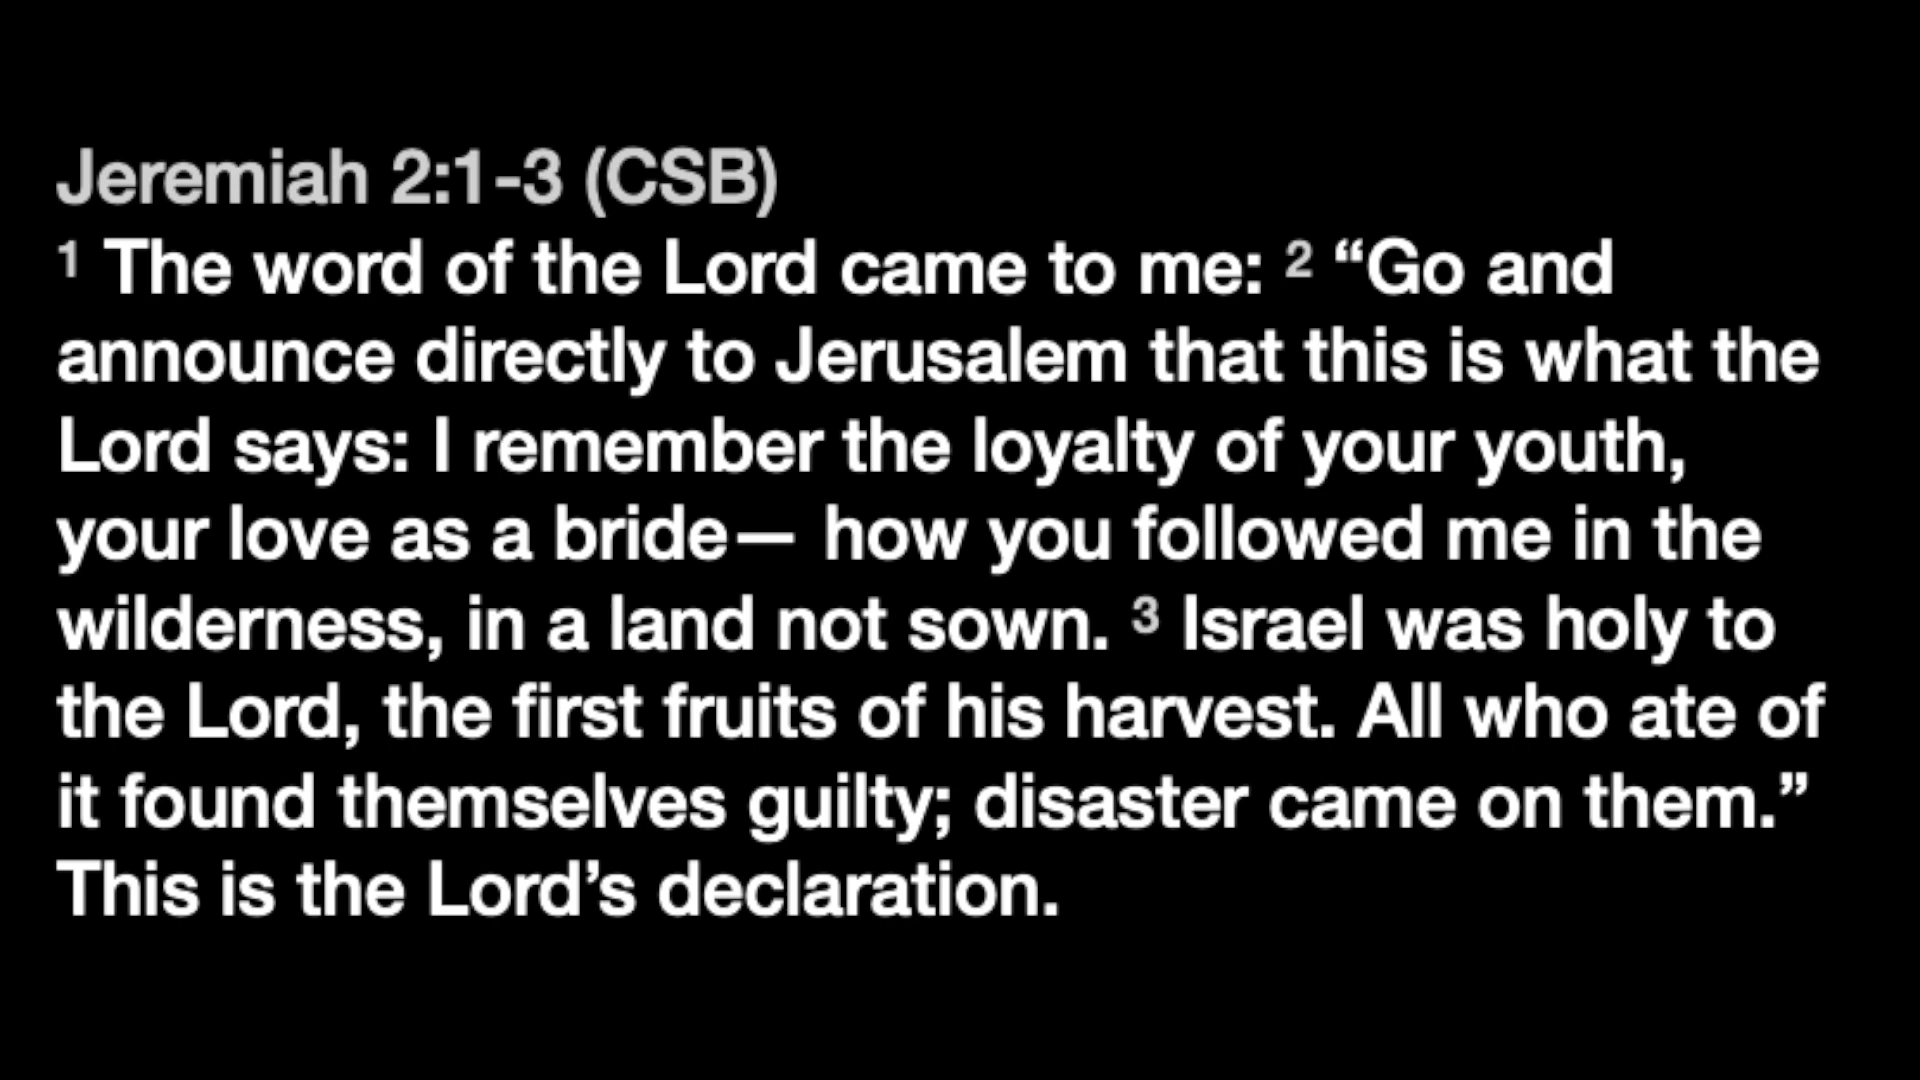 Jeremiah 2:1-3 (CSB)
1 The word of the Lord came to me: 2 “Go and
announce directly to Jerusalem that this is what the
Lord says: I remember the loyalty of your youth,
your love as a bride— how you followed me in the
wilderness, in a land not sown. 3 Israel was holy to
the Lord, the first fruits of his harvest. All who ate of
it found themselves guilty; disaster came on them.”
This is the Lord’s declaration.